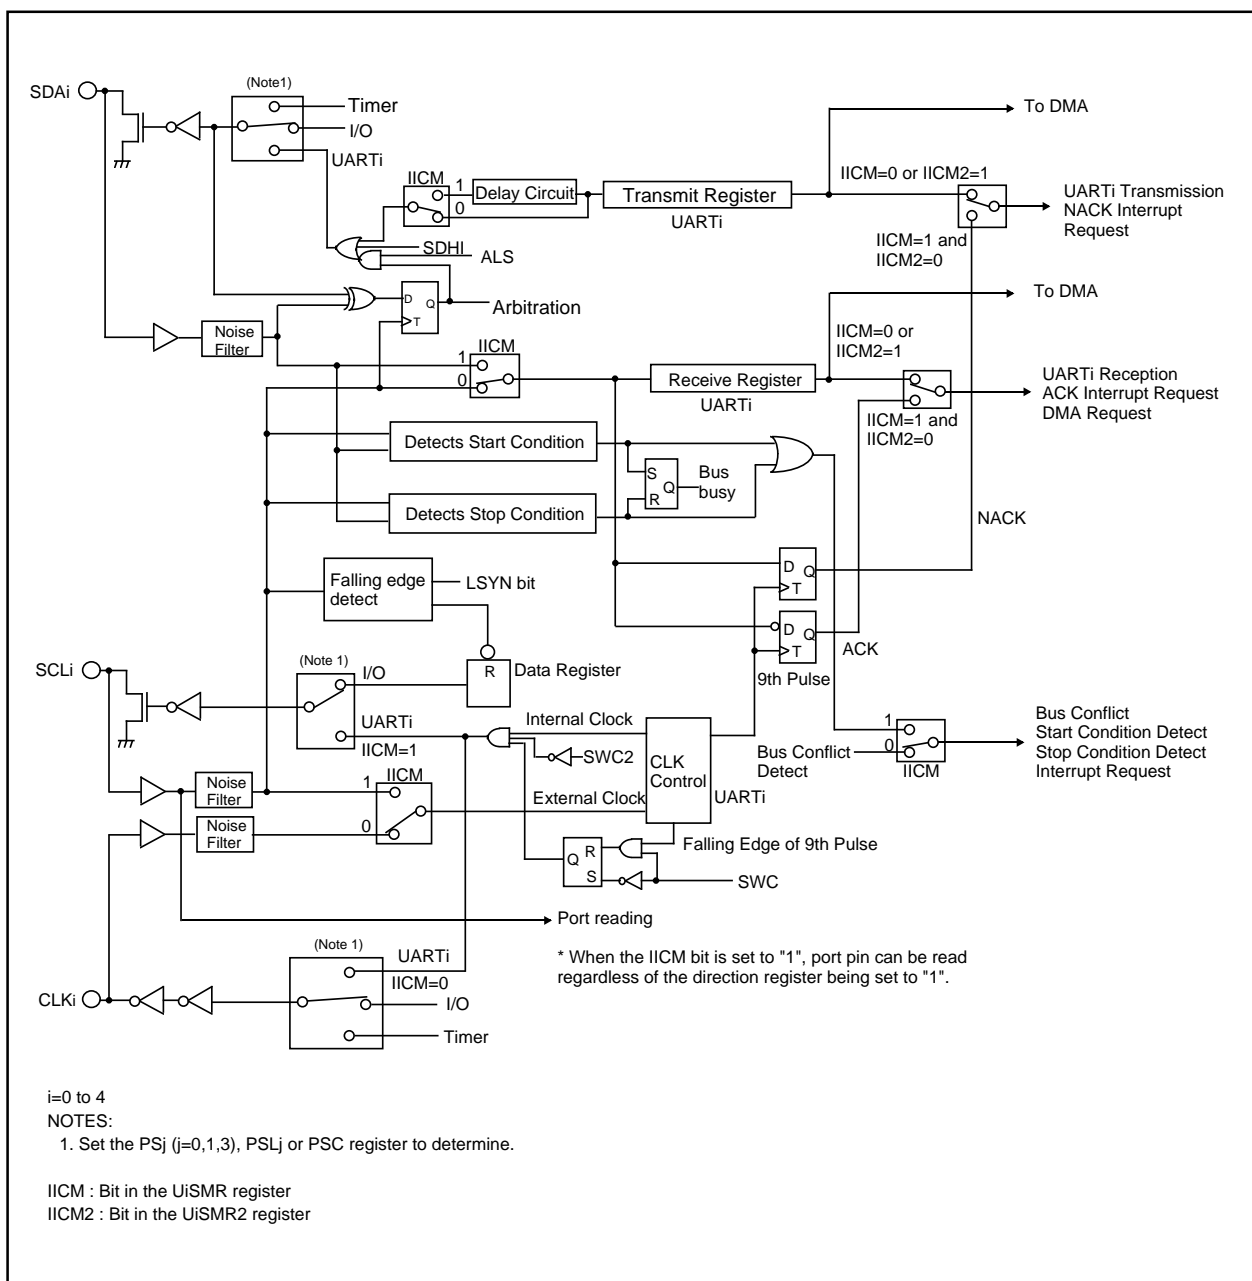 (Note1)
SDAi
Timer
I/O
UARTi
To DMA
IICM
1
0
Delay Circuit
Transmit Register
UARTi
IICM=0 or IICM2=1
UARTi Transmission
NACK Interrupt
Request
IICM=1 and
IICM2=0
SDHI
ALS
D
Q
T
Arbitration
To DMA
Noise
Filter
IICM
1
0
Receive Register
UARTi
IICM=0 or
IICM2=1
UARTi Reception
ACK Interrupt Request
DMA Request
IICM=1 and
IICM2=0
Detects Start Condition
S
Q
R
Bus
busy
Detects Stop Condition
NACK
Falling edge
detect
LSYN bit
D
Q
T
D
Q
T
ACK
9th Pulse
SCLi
(Note 1)
I/O
R
Data Register
UARTi
IICM=1
Internal Clock
SWC2
CLK
Control
UARTi
Bus Conflict
Detect
1
0
IICM
Bus Conflict
Start Condition Detect
Stop Condition Detect
Interrupt Request
Noise
Filter
1
IICM
0
External Clock
Noise
Filter
Q
R
S
Falling Edge of 9th Pulse
SWC
Port reading
(Note 1)
UARTi
IICM=0
I/O
Timer
CLKi
* When the IICM bit is set to "1", port pin can be read
regardless of the direction register being set to "1".
i=0 to 4
NOTES:
1. Set the PSj (j=0,1,3), PSLj or PSC register to determine.
IICM : Bit in the UiSMR register
IICM2 : Bit in the UiSMR2 register